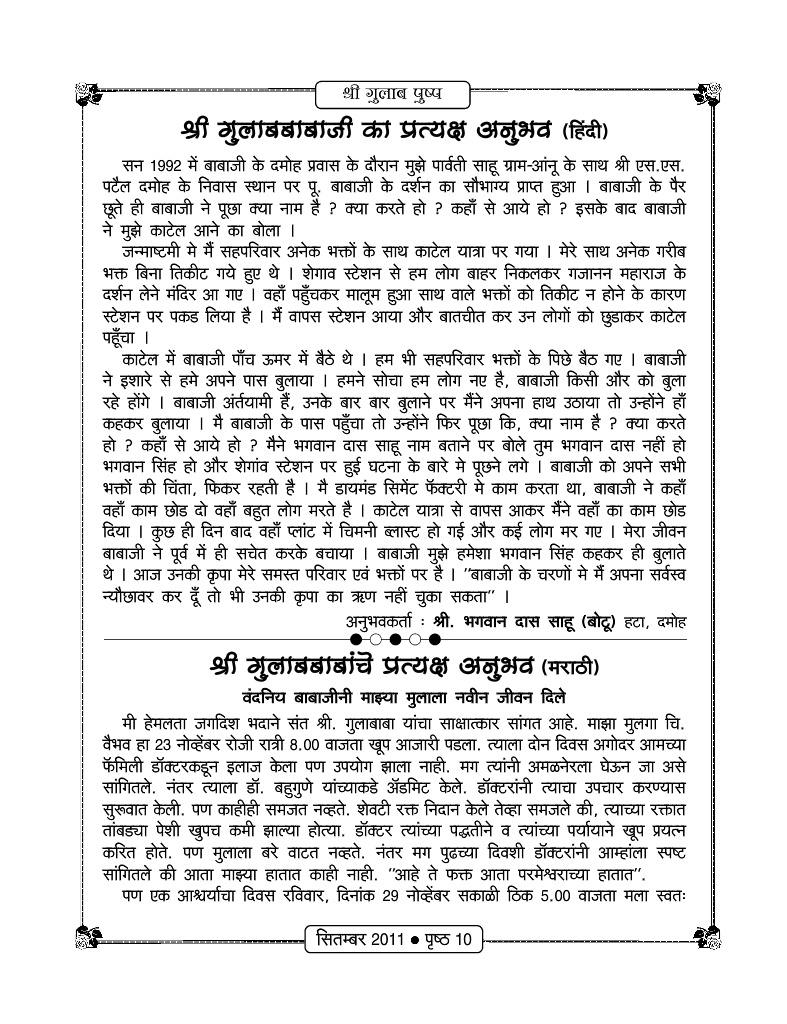 श्री गुलाब पुष्प
श्री गुलाबबाबाजी का प्रत्यक्ष अनुभव (हिंदी)
सन 1992 में बाबाजी के दमोह प्रवास के दौरान मुझे पार्वती साहू ग्राम-आंनू के साथ श्री एस.एस.
पटैल दमोह के निवास स्थान पर पू. बाबाजी के दर्शन का सौभाग्य प्राप्त हुआ । बाबाजी के पैर
छूते ही बाबाजी ने पूछा क्या नाम है ? क्या करते हो ? कहाँ से आये हो ? इसके बाद बाबाजी
ने मुझे काटेल आने का बोला ।
जन्माष्टमी मे मैं सहपरिवार अनेक भक्तों के साथ काटेल यात्रा पर गया । मेरे साथ अनेक गरीब
भक्त बिना तिकीट गये हुए थे । शेगाव स्टेशन से हम लोग बाहर निकलकर गजानन महाराज के
दर्शन लेने मंदिर आ गए । वहाँ पहुँचकर मालूम हुआ साथ वाले भक्तों को तिकीट न होने के कारण
स्टेशन पर पकड लिया है । मैं वापस स्टेशन आया और बातचीत कर उन लोगों को छुडाकर काटेल
पहूँचा ।
काटेल में बाबाजी पाँच ऊमर में बैठे थे । हम भी सहपरिवार भक्तों के पिछे बैठ गए । बाबाजी
ने इशारे से हमे अपने पास बुलाया । हमने सोचा हम लोग नए है, बाबाजी किसी और को बुला
रहे होंगे । बाबाजी अंर्तयामी हैं, उनके बार बार बुलाने पर मैंने अपना हाथ उठाया तो उन्होंने हाँ
कहकर बुलाया । मै बाबाजी के पास पहुँचा तो उन्होंने फिर पूछा कि, क्या नाम है ? क्या करते
हो ? कहाँ से आये हो ? मैने भगवान दास साहू नाम बताने पर बोले तुम भगवान दास नहीं हो
भगवान सिंह हो और शेगांव स्टेशन पर हुई घटना के बारे मे पूछने लगे । बाबाजी को अपने सभी
भक्तों की चिंता, फिकर रहती है । मै डायमंड सिमेंट फॅक्टरी मे काम करता था, बाबाजी ने कहाँ
वहाँ काम छोड दो वहाँ बहुत लोग मरते है । काटेल यात्रा से वापस आकर मैंने वहाँ का काम छोड
दिया । कुछ ही दिन बाद वहाँ प्लांट में चिमनी ब्लास्ट हो गई और कई लोग मर गए । मेरा जीवन
बाबाजी ने पूर्व में ही सचेत करके बचाया । बाबाजी मुझे हमेशा भगवान सिंह कहकर ही बुलाते
थे । आज उनकी कृपा मेरे समस्त परिवार एवं भक्तों पर है । "बाबाजी के चरणों मे मैं अपना सर्वस्व
न्यौछावर कर दूँ तो भी उनकी कृपा का ऋण नहीं चुका सकता" ।
अनुभवकर्ता : श्री. भगवान दास साहू (बोटू) हटा, दमोह
श्री गुलाबबाबांचे प्रत्यक्ष अनुभव (मराठी)
वंदनिय बाबाजीनी माझ्या मुलाला नवीन जीवन दिले
मी हेमलता जगदिश भदाने संत श्री. गुलाबाबा यांचा साक्षात्कार सांगत आहे. माझा मुलगा चि.
वैभव हा 23 नोव्हेंबर रोजी रात्री 8.00 वाजता खूप आजारी पडला. त्याला दोन दिवस अगोदर आमच्या
फॅमिली डॉक्टरकडून इलाज केला पण उपयोग झाला नाही. मग त्यांनी अमळनेरला घेऊन जा असे
सांगितले. नंतर त्याला डॉ. बहुगुणे यांच्याकडे ॲडमिट केले. डॉक्टरांनी त्याचा उपचार करण्यास
सुरूवात केली. पण काहीही समजत नव्हते. शेवटी रक्त निदान केले तेव्हा समजले की, त्याच्या रक्तात
तांबड्या पेशी खुपच कमी झाल्या होत्या. डॉक्टर त्यांच्या पद्धतीने व त्यांच्या पर्यायाने खूप प्रयत्न
करित होते. पण मुलाला बरे वाटत नव्हते. नंतर मग पुढच्या दिवशी डॉक्टरांनी आम्हांला स्पष्ट
सांगितले की आता माझ्या हातात काही नाही. "आहे ते फक्त आता परमेश्वराच्या हातात".
पण एक आश्चर्याचा दिवस रविवार, दिनांक 29 नोव्हेंबर सकाळी ठिक 5.00 वाजता मला स्वतः
सितम्बर 2011 ● पृष्ठ 10